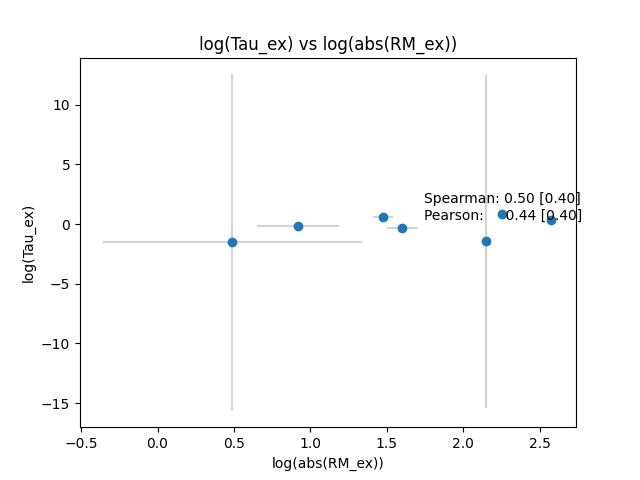 log(Tau_ex) vs log(abs(RM_ex))
10
5
0
−5
−10
−15
log(Tau_ex)
Spearman: 0.50 [0.40]
Pearson: 0.44 [0.40]
−0.5 0.0 0.5 1.0 1.5 2.0 2.5
log(abs(RM_ex))